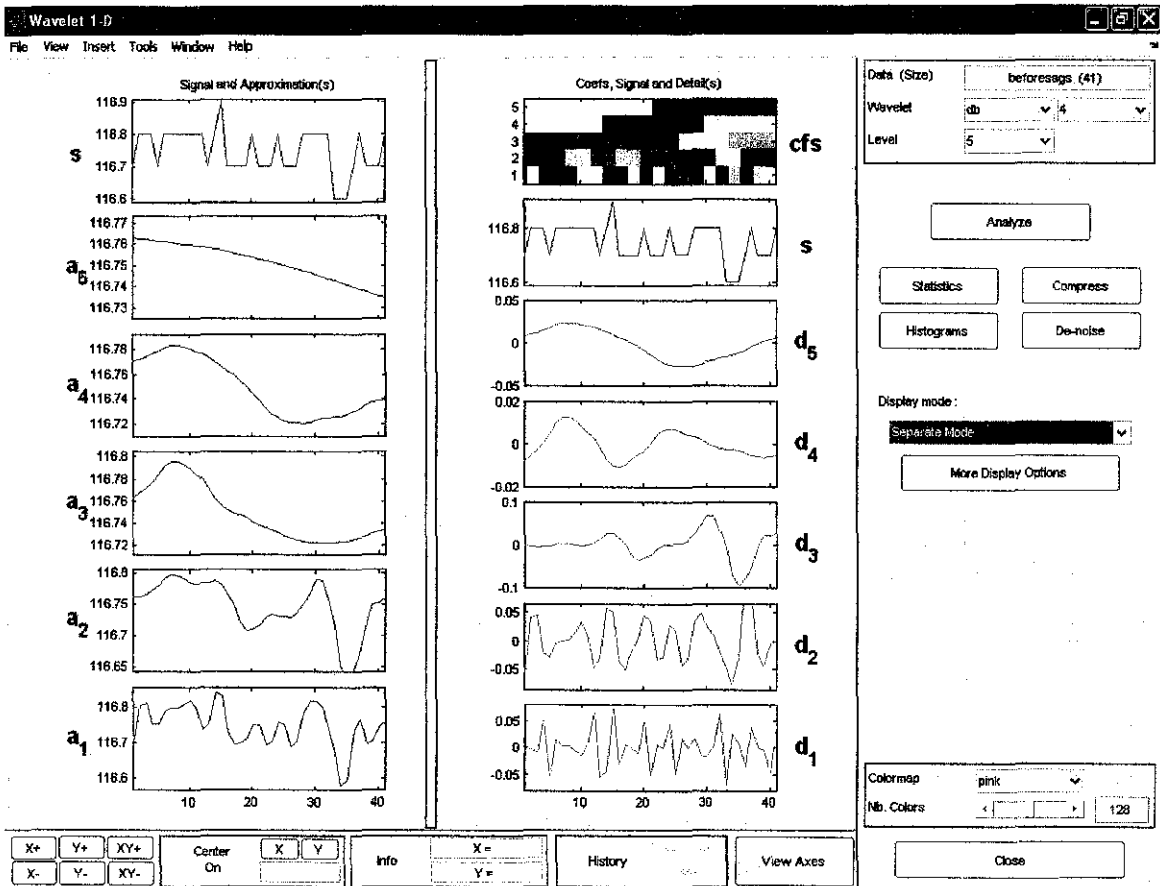 Wavelet 1-D
File View Insert Tools Window Help
Signal and Approximation(s)
s
116.9
118.8
116.7
116.6
a5
116.77
116.76
116.75
116.74
116.73
a4
116.78
116.76
116.74
116.72
a3
116.8
116.78
116.76
116.74
116.72
a2
116.8
116.75
116.7
116.65
a1
116.8
116.7
116.6
10 20 30 40
Coefs, Signal and Detail(s)
5
4
3
2
1
cfs
116.8
116.6
s
0.05
0
-0.05
d5
0.02
0
-0.02
d4
0.1
0
-0.1
d3
0.05
0
-0.05
d2
0.05
0
-0.05
d1
10 20 30 40
Data (Size) beforesags (41)
Wavelet db 4
Level 5
Analyze
Statistics Compress
Histograms De-noise
Display mode :
Separate Mode
More Display Options
Colormap pink
Nb. Colors 128
X+ Y+ XY+
X- Y- XY-
Center On
X Y
Info
X =
Y =
History
View Axes
Close